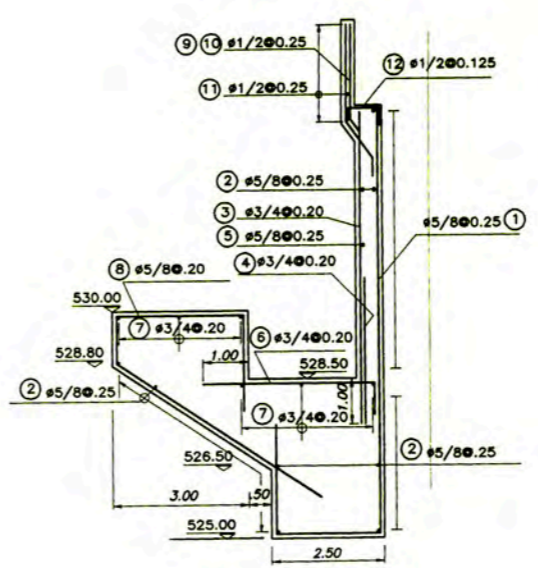 ⑨ ⑩ ø1/2@0.25
⑫ ø1/2@0.125
⑪ ø1/2@0.25
② ø5/8@0.25
③ ø3/4@0.20
ø5/8@0.25 ①
⑤ ø5/8@0.25
④ ø3/4@0.20
⑧ ø5/8@.20
530.00
⑦ ø3/4@.20
⑥ ø3/4@0.20
1.00
528.80
528.50
② ø5/8@.25
1.00
⑦ ø3/4@.20
526.50
② ø5/8@.25
3.00
.50
525.00
2.50